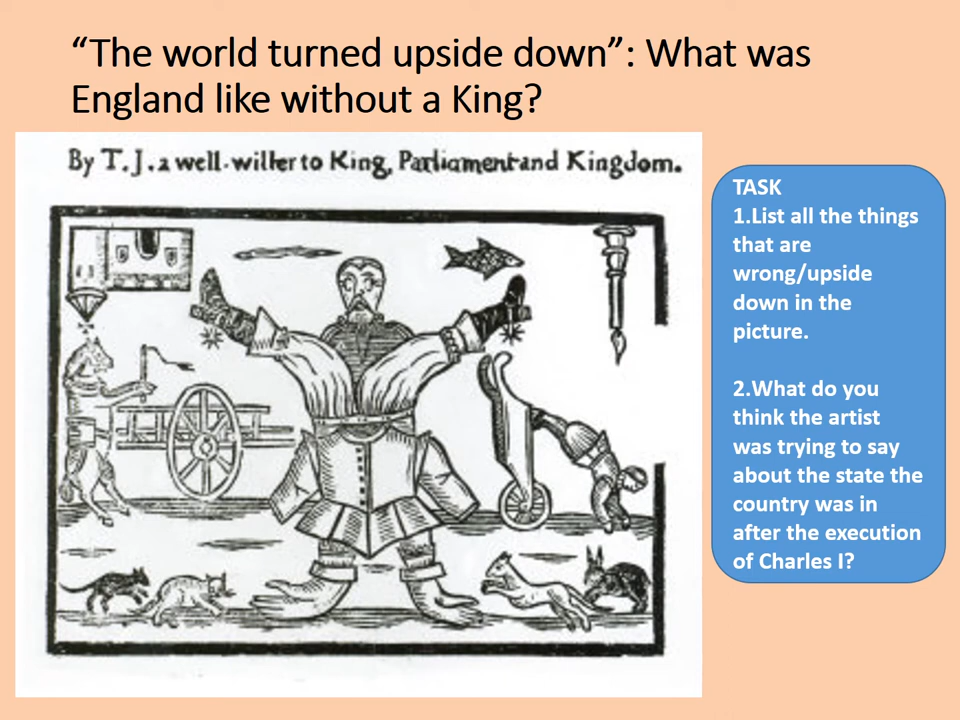 “The world turned upside down”: What was
England like without a King?
By T.J. a well-willer to King, Parliament and Kingdom.
TASK
1.List all the things
that are
wrong/upside
down in the
picture.
2.What do you
think the artist
was trying to say
about the state the
country was in
after the execution
of Charles I?